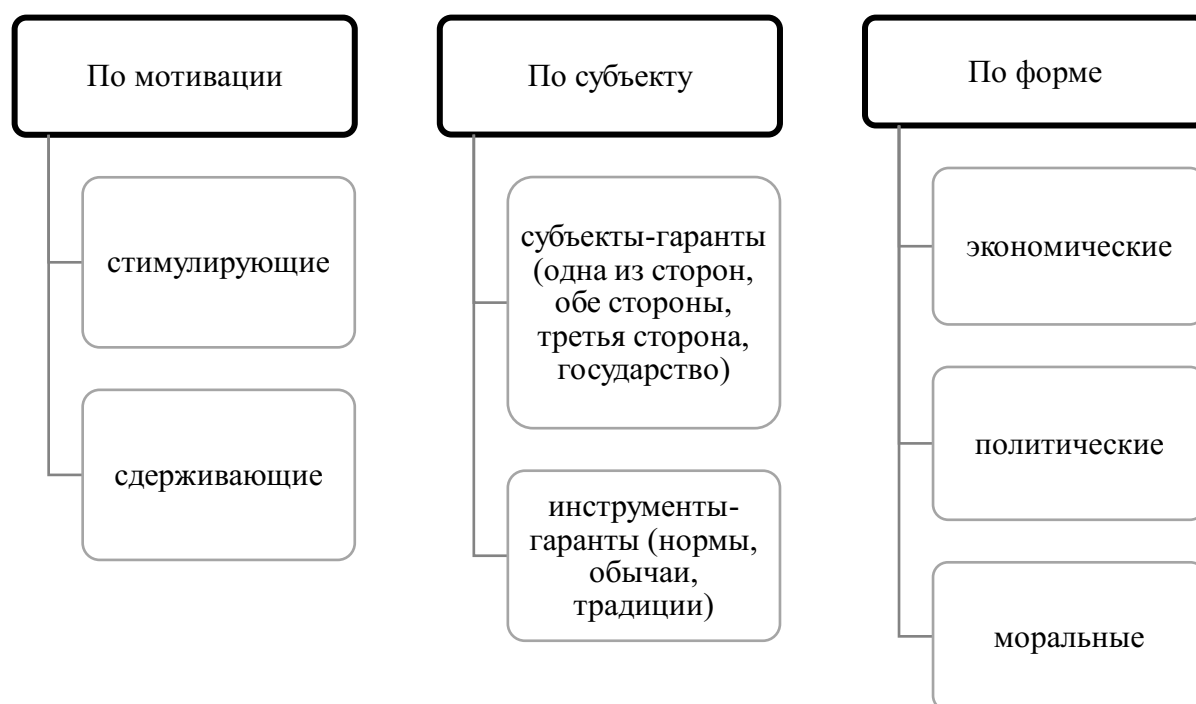 По мотивации
стимулирующие
сдерживающие
По субъекту
субъекты-гаранты
(одна из сторон,
обе стороны,
третья сторона,
государство)
инструменты-
гаранты (нормы,
обычаи,
традиции)
По форме
экономические
политические
моральные